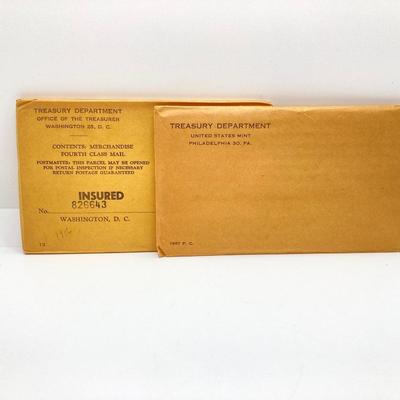 TREASURY DEPARTMENT
OFFICE OF THE TREASURER
WASHINGTON 25, D. C.
CONTENTS: MERCHANDISE
FOURTH CLASS MAIL
POSTMASTER: THIS PARCEL MAY BE OPENED
FOR POSTAL INSPECTION IF NECESSARY
RETURN POSTAGE GUARANTEED
INSURED
No. 826643
WASHINGTON, D. C.
TREASURY DEPARTMENT
UNITED STATES MINT
PHILADELPHIA 30, PA.
1957 P. C.